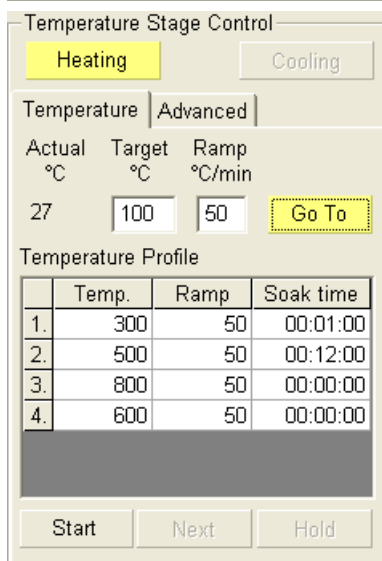 Temperature Stage Control
Heating Cooling
Temperature Advanced
Actual Target Ramp
°C °C °C/min
27 100 50 Go To
Temperature Profile
Temp. Ramp Soak time
1. 300 50 00:01:00
2. 500 50 00:12:00
3. 800 50 00:00:00
4. 600 50 00:00:00
Start Next Hold